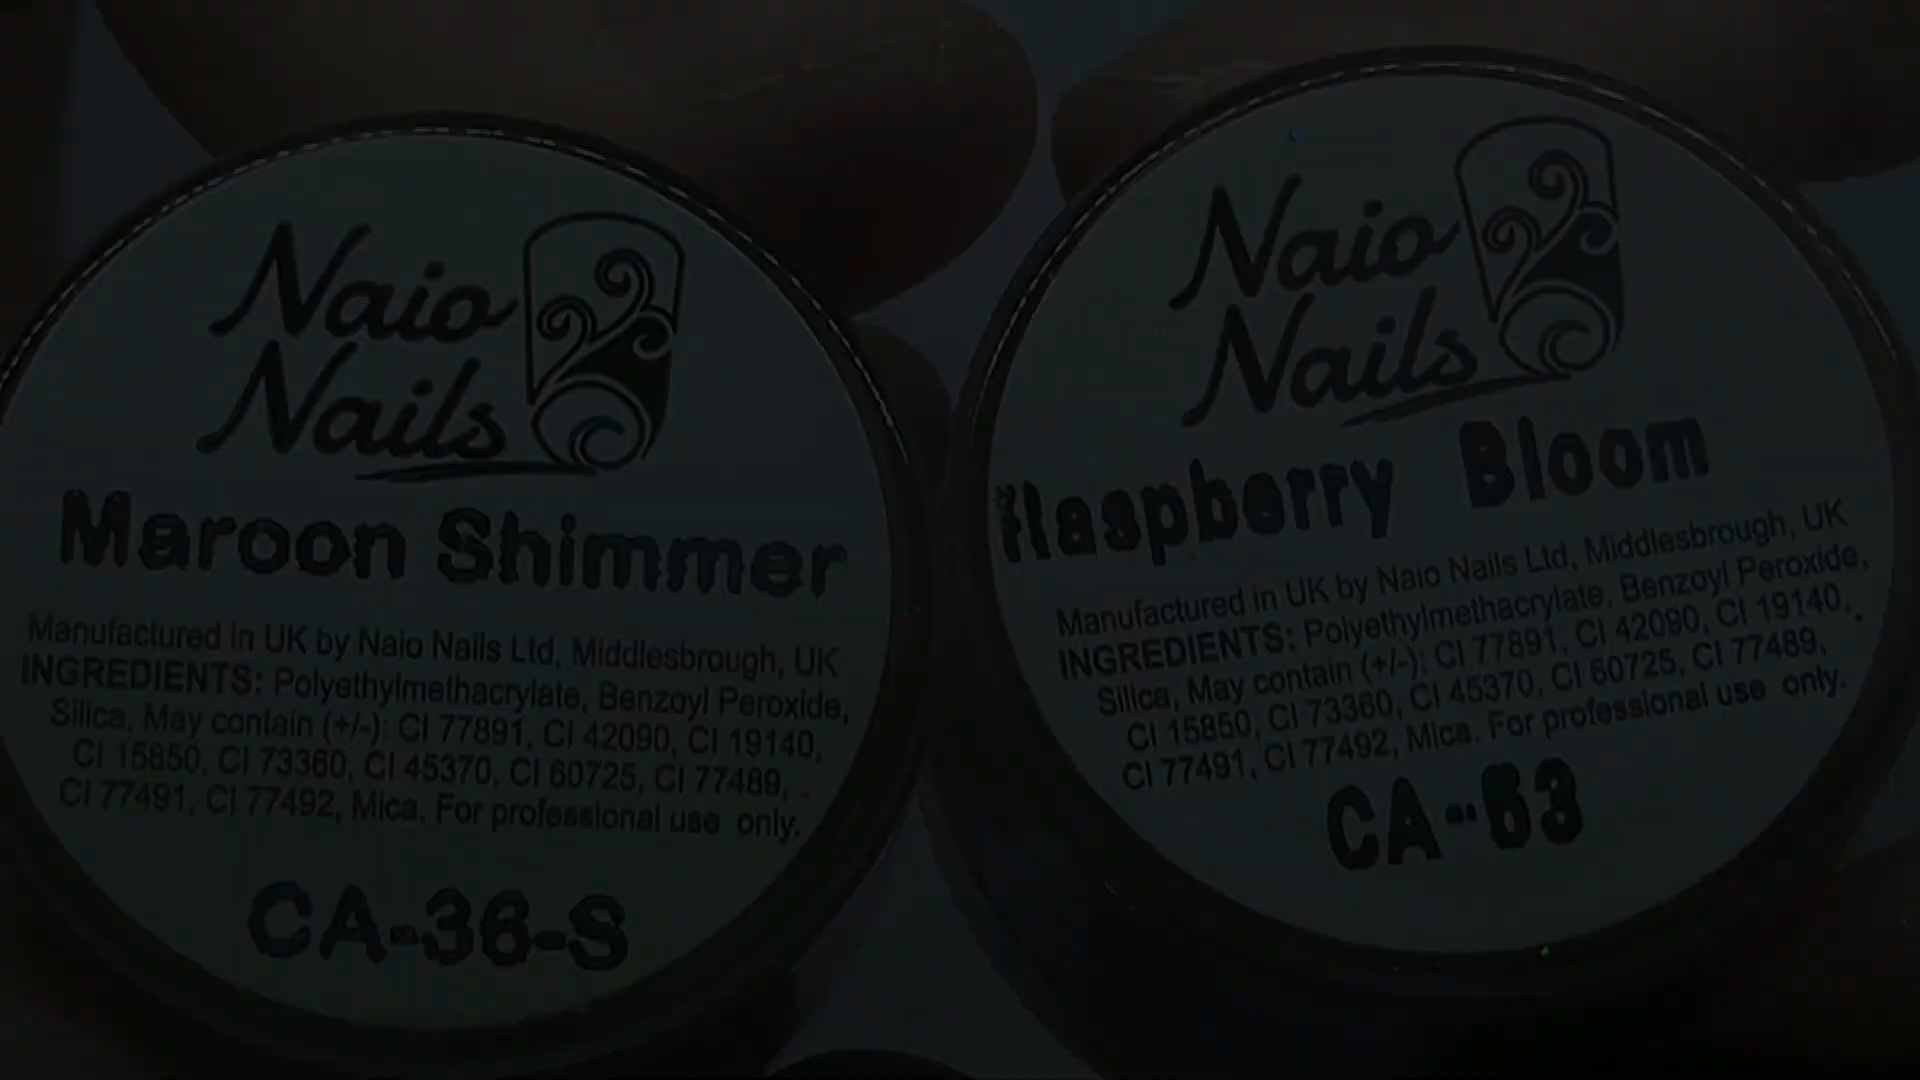 Naio
Nails
Maroon Shimmer
Manufactured in UK by Naio Nails Ltd, Middlesbrough, UK
INGREDIENTS: Polyethylmethacrylate, Benzoyl Peroxide,
Silica, May contain (+/-): CI 77891, CI 42090, CI 19140,
CI 15850, CI 73360, CI 45370, CI 60725, CI 77489,
CI 77491, CI 77492, Mica. For professional use only.
CA-36-S
Naio
Nails
Raspberry Bloom
Manufactured in UK by Naio Nails Ltd, Middlesbrough, UK
INGREDIENTS: Polyethylmethacrylate, Benzoyl Peroxide,
Silica, May contain (+/-): CI 77891, CI 42090, CI 19140,
CI 15850, CI 73360, CI 45370, CI 60725, CI 77489,
CI 77491, CI 77492, Mica. For professional use only.